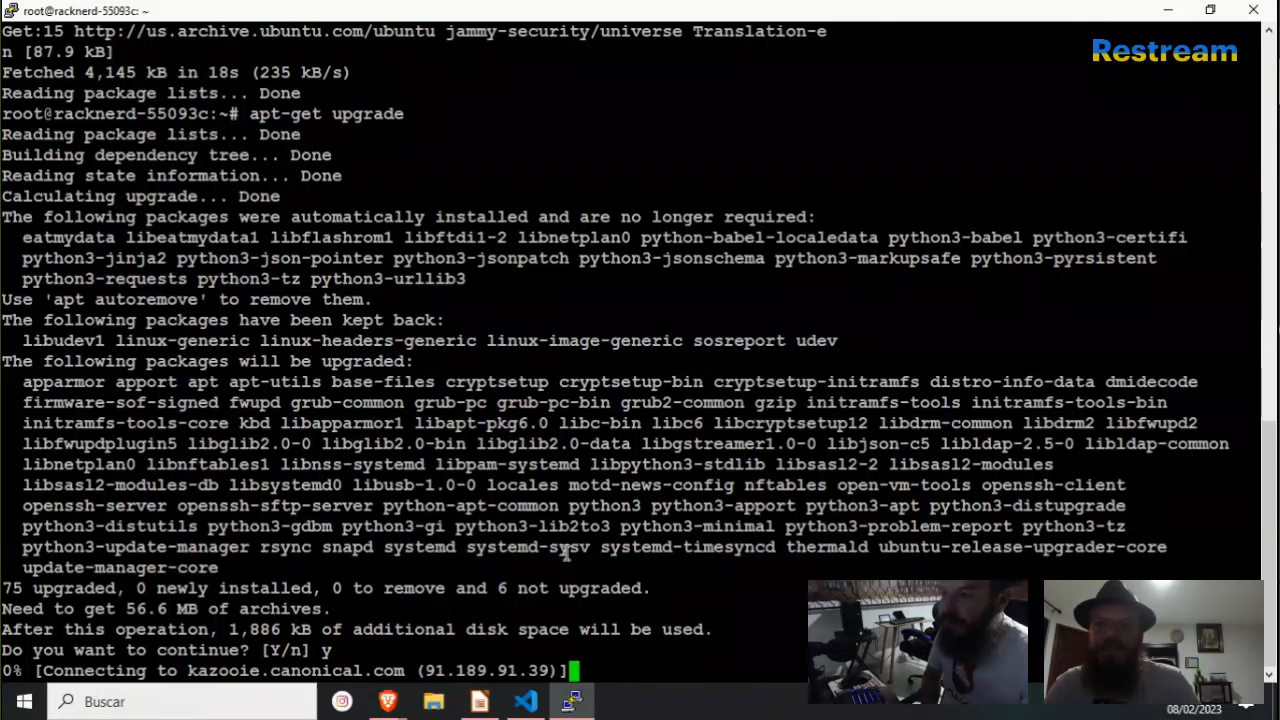 root@racknerd-55093c: ~
Get:15 http://us.archive.ubuntu.com/ubuntu jammy-security/universe Translation-e
n [87.9 kB]
Fetched 4,145 kB in 18s (235 kB/s)
Reading package lists... Done
root@racknerd-55093c:~# apt-get upgrade
Reading package lists... Done
Building dependency tree... Done
Reading state information... Done
Calculating upgrade... Done
The following packages were automatically installed and are no longer required:
eatmydata libeatmydata1 libflashrom1 libftdi1-2 libnetplan0 python-babel-localedata python3-babel python3-certifi
python3-jinja2 python3-json-pointer python3-jsonpatch python3-jsonschema python3-markupsafe python3-pyrsistent
python3-requests python3-tz python3-urllib3
Use 'apt autoremove' to remove them.
The following packages have been kept back:
libudev1 linux-generic linux-headers-generic linux-image-generic sosreport udev
The following packages will be upgraded:
apparmor apport apt apt-utils base-files cryptsetup cryptsetup-bin cryptsetup-initramfs distro-info-data dmidecode
firmware-sof-signed fwupd grub-common grub-pc grub-pc-bin grub2-common gzip initramfs-tools initramfs-tools-bin
initramfs-tools-core kbd libapparmor1 libapt-pkg6.0 libc-bin libc6 libcryptsetup12 libdrm-common libdrm2 libfwupd2
libfwupdplugin5 libglib2.0-0 libglib2.0-bin libglib2.0-data libgstreamer1.0-0 libjson-c5 libldap-2.5-0 libldap-common
libnetplan0 libnftables1 libnss-systemd libpam-systemd libpython3-stdlib libsasl2-2 libsasl2-modules
libsasl2-modules-db libsystemd0 libusb-1.0-0 locales motd-news-config nftables open-vm-tools openssh-client
openssh-server openssh-sftp-server python-apt-common python3 python3-apport python3-apt python3-distupgrade
python3-distutils python3-gdbm python3-gi python3-lib2to3 python3-minimal python3-problem-report python3-tz
python3-update-manager rsync snapd systemd systemd-sysv systemd-timesyncd thermald ubuntu-release-upgrader-core
update-manager-core
75 upgraded, 0 newly installed, 0 to remove and 6 not upgraded.
Need to get 56.6 MB of archives.
After this operation, 1,886 kB of additional disk space will be used.
Do you want to continue? [Y/n] y
0% [Connecting to kazooie.canonical.com (91.189.91.39)]
Restream
Buscar
08/02/2023